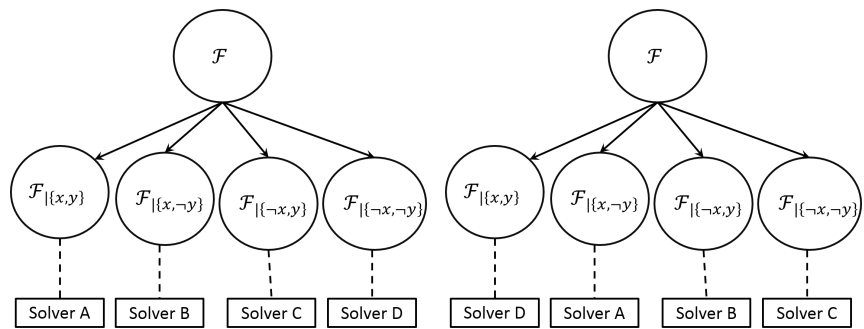 ℱ ℱ
ℱ|{x,y} ℱ|{x,¬y} ℱ|{¬x,y} ℱ|{¬x,¬y} ℱ|{x,y} ℱ|{x,¬y} ℱ|{¬x,y} ℱ|{¬x,¬y}
Solver A Solver B Solver C Solver D Solver D Solver A Solver B Solver C